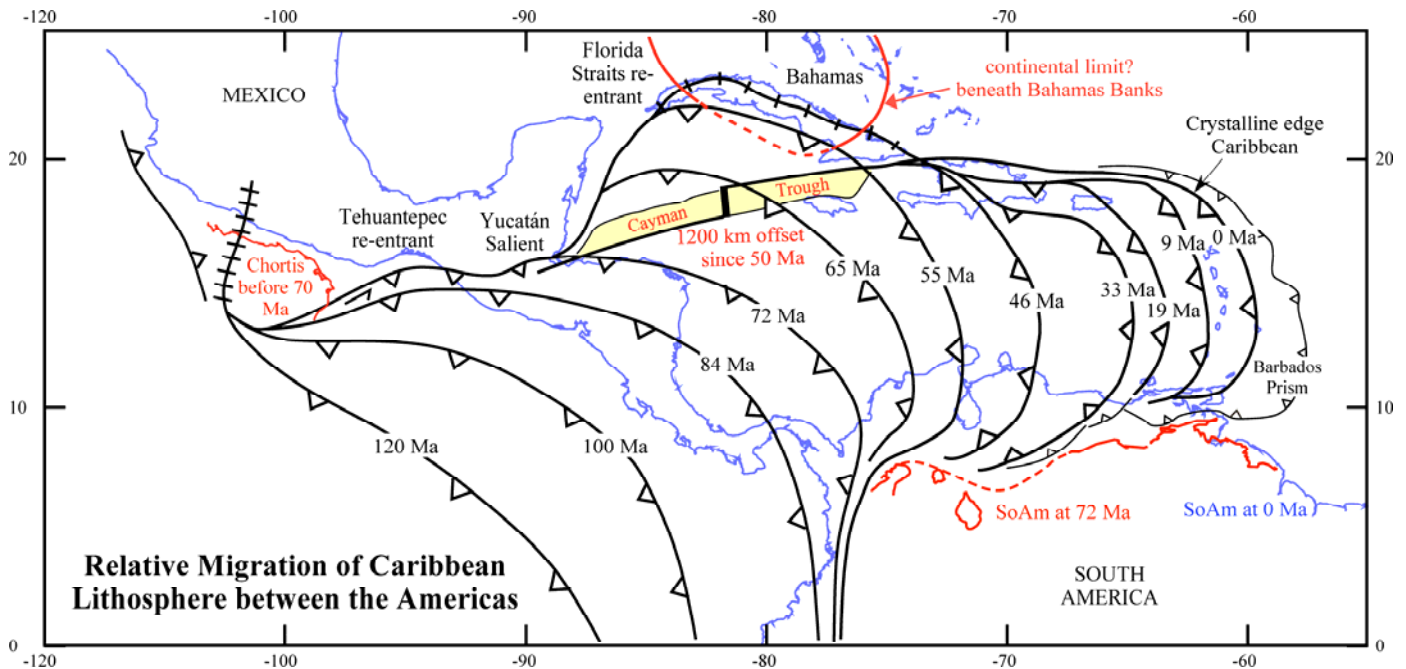 -120
-100
-90
-80
-70
-60
MEXICO
Florida
Straits re-
entrant
Bahamas
continental limit?
beneath Bahamas Banks
Crystalline edge
Caribbean
20
20
Tehuantepec
re-entrant
Yucatán
Salient
Cayman
Trough
1200 km offset
since 50 Ma
Chortis
before 70
Ma
65 Ma
55 Ma
46 Ma
33 Ma
19 Ma
9 Ma
0 Ma
72 Ma
84 Ma
100 Ma
120 Ma
Barbados
Prism
10
10
SoAm at 72 Ma
SoAm at 0 Ma
Relative Migration of Caribbean
Lithosphere between the Americas
SOUTH
AMERICA
0
0
-120
-100
-90
-80
-70
-60